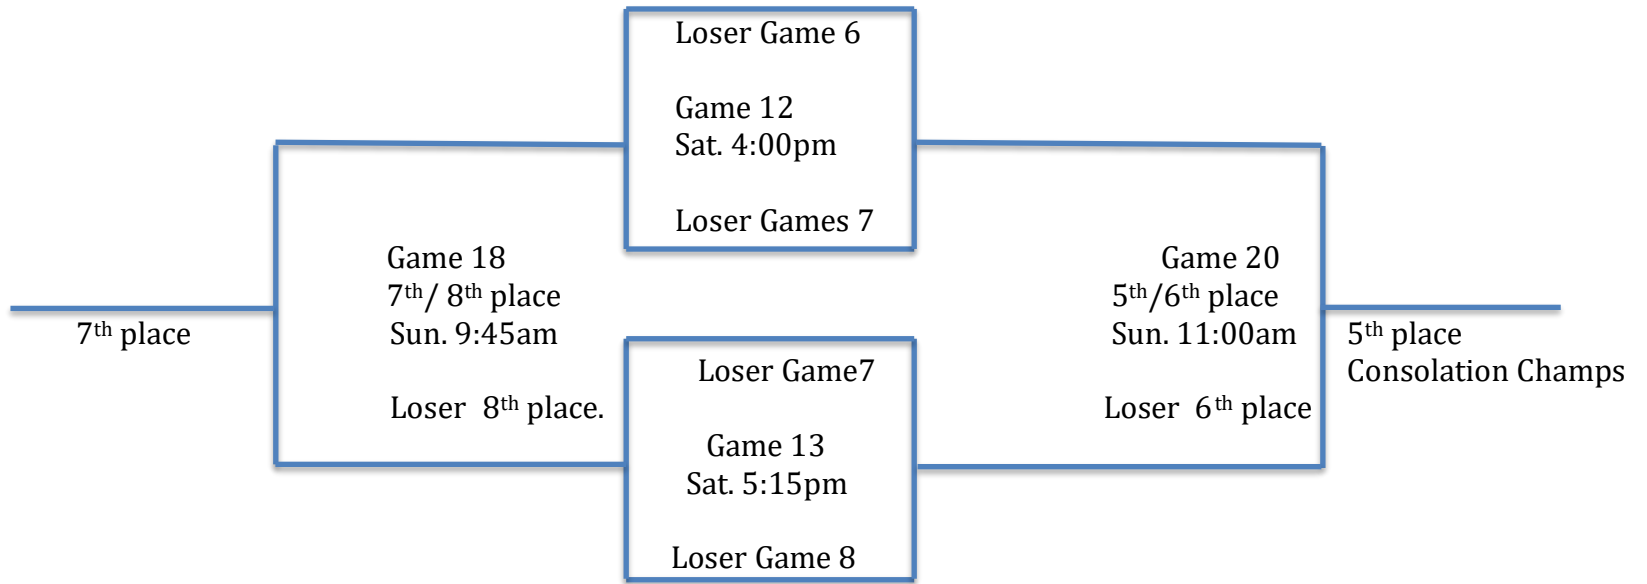 Loser Game 6
Game 12
Sat. 4:00pm
Loser Games 7
Game 18
7th/ 8th place
Sun. 9:45am
Loser  8th place.
7th place
Game 20
5th/6th place
Sun. 11:00am
Loser  6th place
5th place
Consolation Champs
Loser Game7
Game 13
Sat. 5:15pm
Loser Game 8